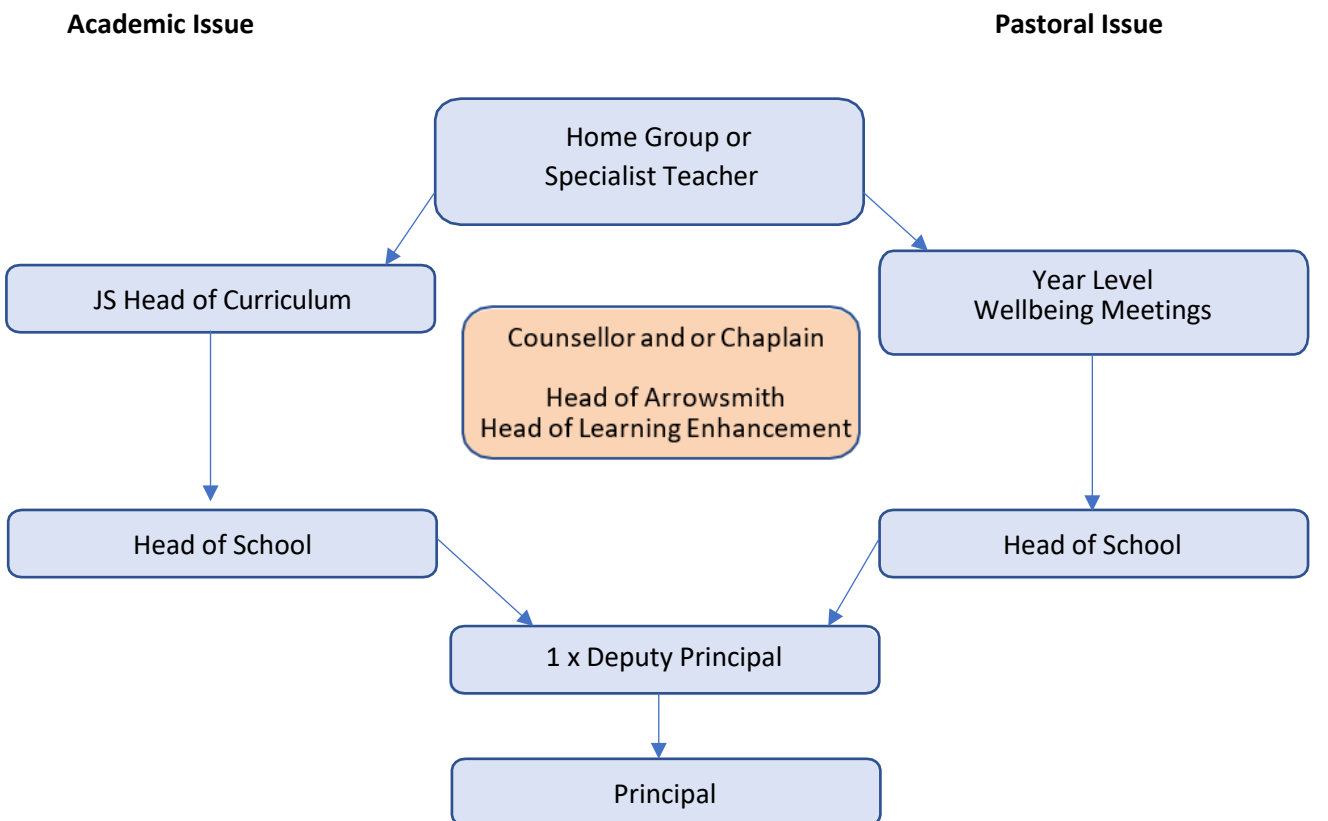 Academic Issue
Pastoral Issue
Home Group or
Specialist Teacher
JS Head of Curriculum
Year Level
Wellbeing Meetings
Counsellor and or Chaplain
Head of Arrowsmith
Head of Learning Enhancement
Head of School
Head of School
1 x Deputy Principal
Principal